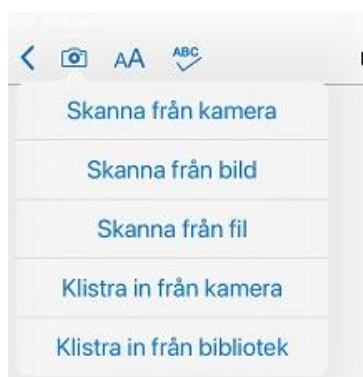 AA ABC
Skanna från kamera
Skanna från bild
Skanna från fil
Klistra in från kamera
Klistra in från bibliotek